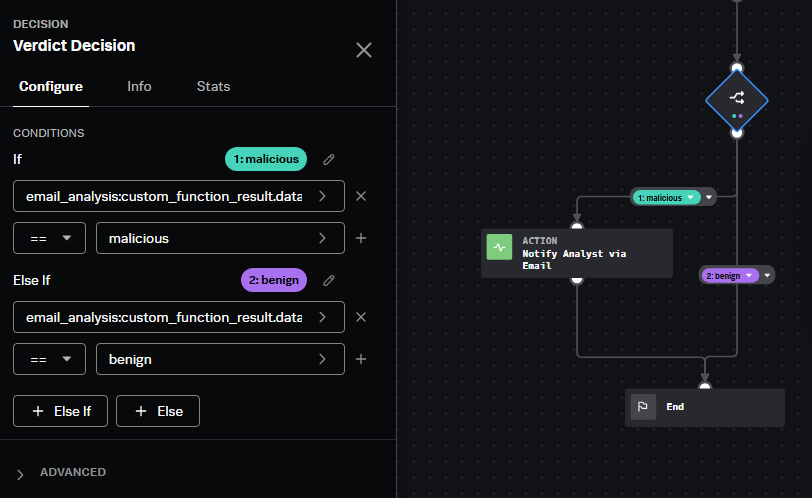 DECISION
Verdict Decision
Configure
Info
Stats
CONDITIONS
If
1: malicious
email_analysis:custom_function_result.data
==
malicious
Else If
2: benign
email_analysis:custom_function_result.data
==
benign
+ Else If
+ Else
ADVANCED
1: malicious
ACTION
Notify Analyst via
Email
2: benign
End